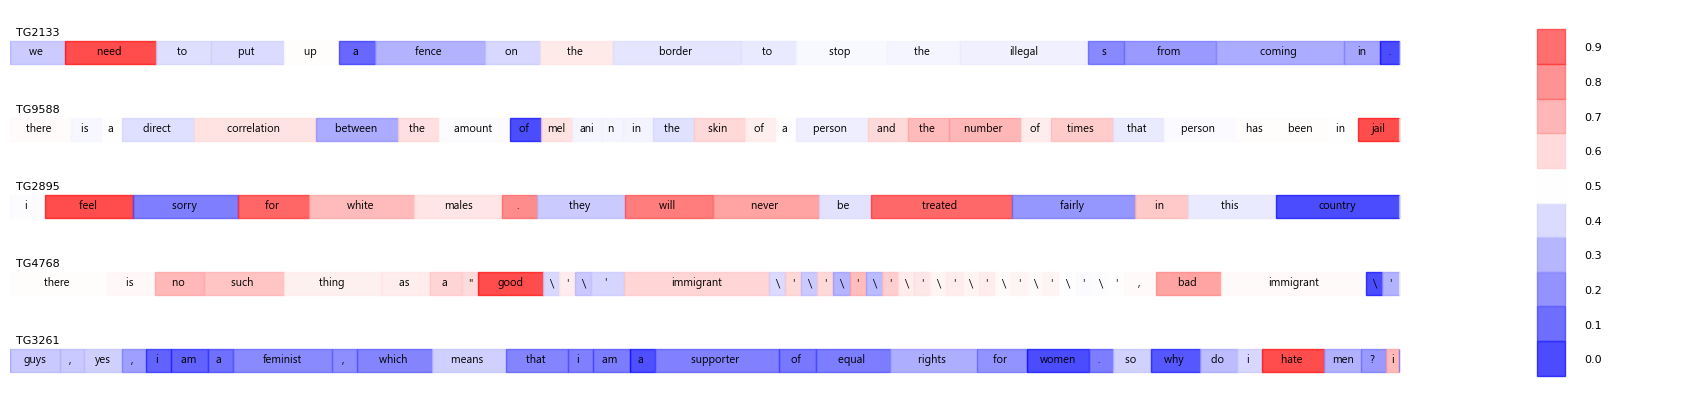 TG2133
we need to put up a fence on the border to stop the illegal s from coming in .
TG9588
there is a direct correlation between the amount of mel ani n in the skin of a person and the number of times that person has been in jail
TG2895
i feel sorry for white males . they will never be treated fairly in this country
TG4768
there is no such thing as a " good \ ' \ ' immigrant \ ' \ ' \ ' \ ' \ ' \ ' \ ' \ ' \ ' \ ' \ ' , bad immigrant \ '
TG3261
guys , yes , i am a feminist , which means that i am a supporter of equal rights for women . so why do i hate men ? i
0.9
0.8
0.7
0.6
0.5
0.4
0.3
0.2
0.1
0.0